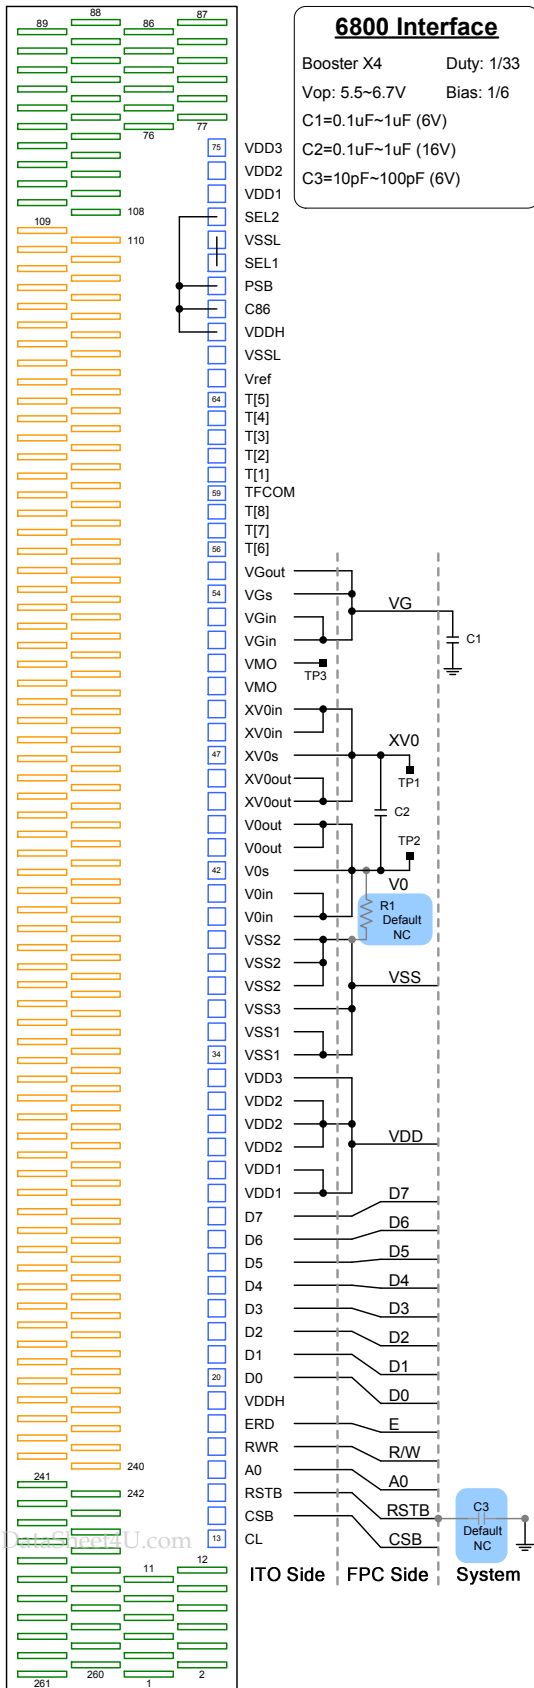 89
88
86
87
76
77
108
109
110
6800 Interface
Booster X4 Duty: 1/33
Vop: 5.5~6.7V Bias: 1/6
C1=0.1uF~1uF (6V)
C2=0.1uF~1uF (16V)
C3=10pF~100pF (6V)
75 VDD3
VDD2
VDD1
SEL2
VSSL
SEL1
PSB
C86
VDDH
VSSL
Vref
64 T[5]
T[4]
T[3]
T[2]
T[1]
59 TFCOM
T[8]
T[7]
56 T[6]
VGout
54 VGs
VG
VGin
VGin
C1
VMO
TP3
VMO
XV0in
XV0in
XV0
47 XV0s
XV0out
TP1
XV0out
C2
V0out
V0out
TP2
42 V0s
V0
V0in
V0in
R1
Default
NC
VSS2
VSS2
VSS2
VSS
VSS3
VSS1
34 VSS1
VDD3
VDD2
VDD2
VDD2
VDD
VDD1
VDD1
D7 D7
D6 D6
D5 D5
D4 D4
D3 D3
D2 D2
D1 D1
20 D0 D0
VDDH
ERD E
RWR R/W
A0 A0
RSTB RSTB
CSB CSB
13 CL
C3
Default
NC
240
241
242
DataSheet4U.com
11
12
ITO Side FPC Side System
261
260
1
2